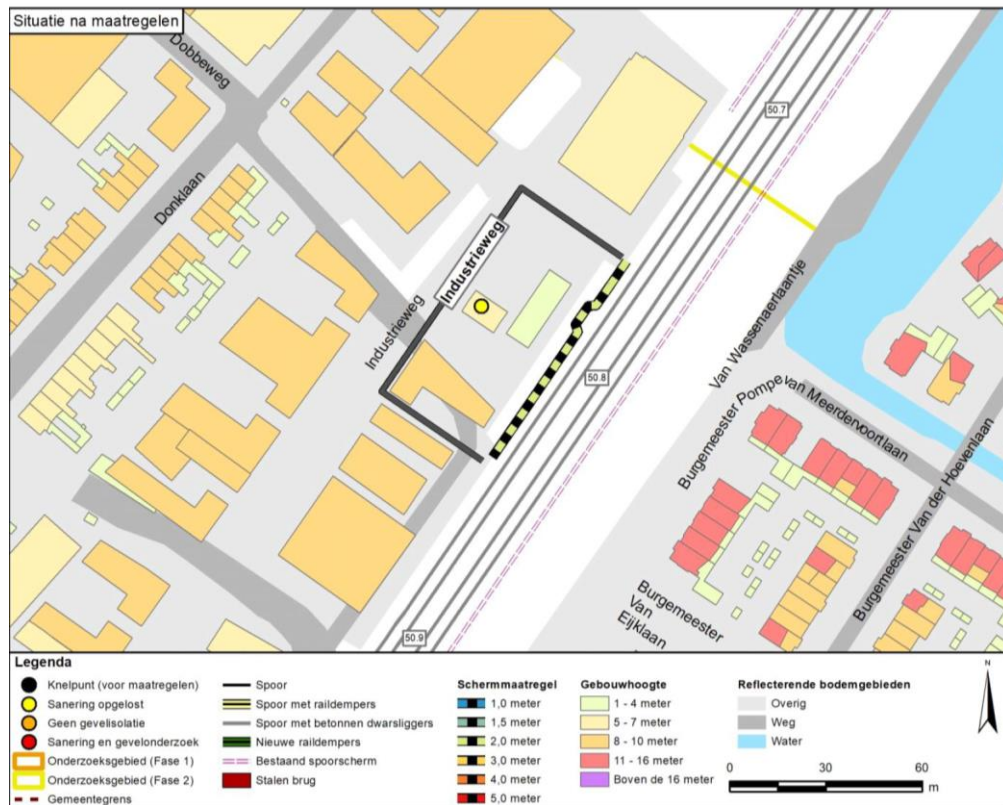 Situatie na maatregelen
Dobbeweg
50.7
Donklaan
Industrieweg
Industrieweg
50.8
Van Wassenaerlaantje
Burgemeester Pompe van Meerdervoortlaan
Burgemeester Van der Hoevenlaan
Burgemeester
Van
Eijklaan
50.9
Legenda
Knelpunt (voor maatregelen)
Sanering opgelost
Geen gevelisolatie
Sanering en gevelonderzoek
Onderzoeksgebied (Fase 1)
Onderzoeksgebied (Fase 2)
Gemeentegrens
Spoor
Spoor met raildempers
Spoor met betonnen dwarsliggers
Nieuwe raildempers
Bestaand spoorscherm
Stalen brug
Schermmaatregel
1,0 meter
1,5 meter
2,0 meter
3,0 meter
4,0 meter
5,0 meter
Gebouwhoogte
1 - 4 meter
5 - 7 meter
8 - 10 meter
11 - 16 meter
Boven de 16 meter
Reflecterende bodemgebieden
Overig
Weg
Water
N
0 30 60
m